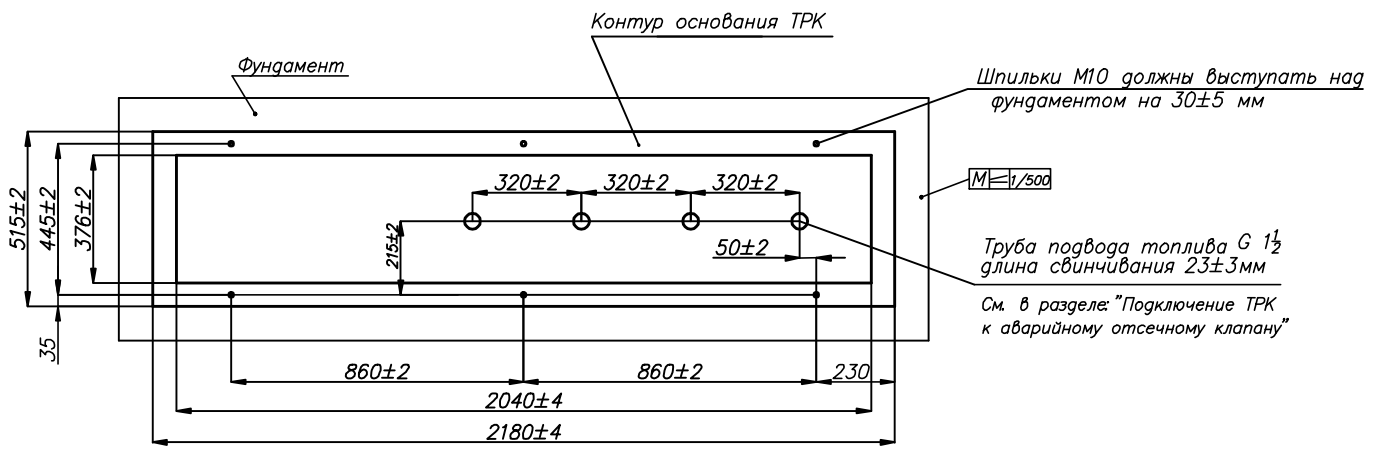 Контур основания ТРК
Фундамент
Шпильки М10 должны выступать над
фундаментом на 30±5 мм
320±2
320±2
320±2
М ≤ 1/500
515±2
445±2
376±2
215±2
50±2
Труба подвода топлива G 1½
длина свинчивания 23±3мм
См. в разделе:"Подключение ТРК
к аварийному отсечному клапану"
35
860±2
860±2
230
2040±4
2180±4